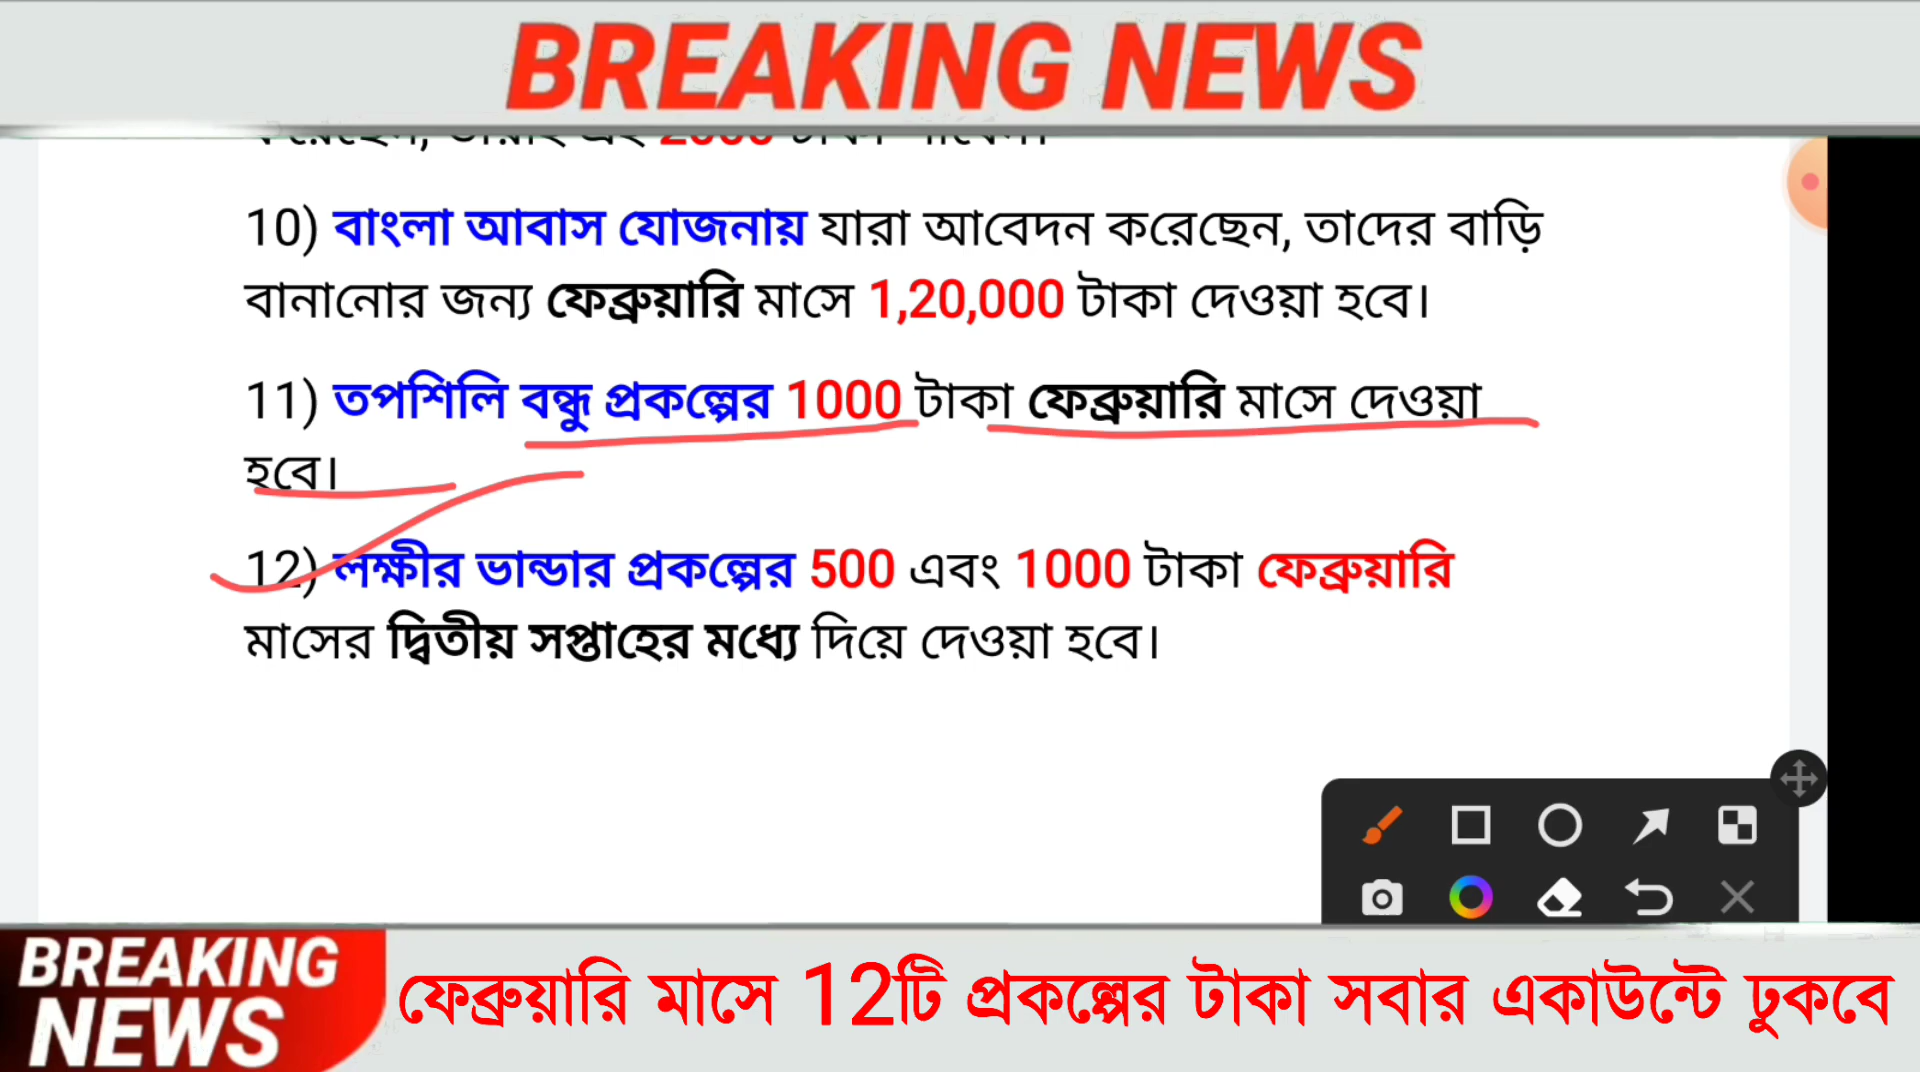 BREAKING NEWS
2000
10) বাংলা আবাস যোজনায় যারা আবেদন করেছেন, তাদের বাড়ি
বানানোর জন্য ফেব্রুয়ারি মাসে 1,20,000 টাকা দেওয়া হবে।
11) তপশিলি বন্ধু প্রকল্পের 1000 টাকা ফেব্রুয়ারি মাসে দেওয়া
হবে।
12) লক্ষীর ভান্ডার প্রকল্পের 500 এবং 1000 টাকা ফেব্রুয়ারি
মাসের দ্বিতীয় সপ্তাহের মধ্যে দিয়ে দেওয়া হবে।
BREAKING
NEWS
ফেব্রুয়ারি মাসে 12টি প্রকল্পের টাকা সবার একাউন্টে ঢুকবে